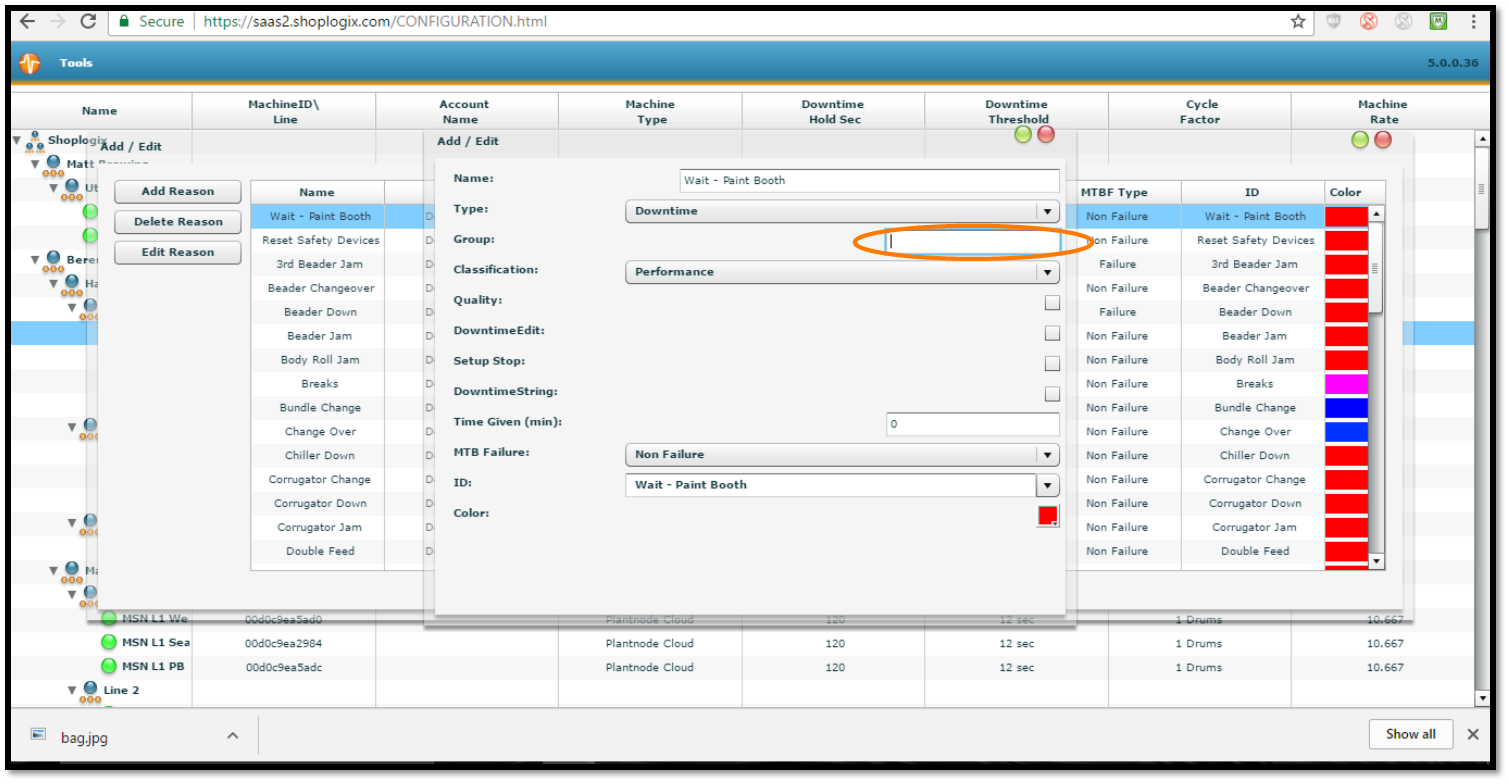 Secure https://saas2.shoplogix.com/CONFIGURATION.html
Tools 5.0.0.36
Name MachineID\ Line Account Name Machine Type Downtime Hold Sec Downtime Threshold Cycle Factor Machine Rate
Shoplogix
Add / Edit
Add / Edit
Matt
Ut
Bere
Ha
Ma
Add Reason
Delete Reason
Edit Reason
Name MTBF Type ID Color
Wait - Paint Booth Non Failure Wait - Paint Booth
Reset Safety Devices Non Failure Reset Safety Devices
3rd Beader Jam Failure 3rd Beader Jam
Beader Changeover Non Failure Beader Changeover
Beader Down Failure Beader Down
Beader Jam Non Failure Beader Jam
Body Roll Jam Non Failure Body Roll Jam
Breaks Non Failure Breaks
Bundle Change Non Failure Bundle Change
Change Over Non Failure Change Over
Chiller Down Non Failure Chiller Down
Corrugator Change Non Failure Corrugator Change
Corrugator Down Non Failure Corrugator Down
Corrugator Jam Non Failure Corrugator Jam
Double Feed Non Failure Double Feed
Name: Wait - Paint Booth
Type: Downtime
Group:
Classification: Performance
Quality:
DowntimeEdit:
Setup Stop:
DowntimeString:
Time Given (min): 0
MTB Failure: Non Failure
ID: Wait - Paint Booth
Color:
MSN L1 We 00d0c9ea5ad0 Plantnode Cloud 120 12 sec 1 Drums 10.667
MSN L1 Sea 00d0c9ea2984 Plantnode Cloud 120 12 sec 1 Drums 10.667
MSN L1 PB 00d0c9ea5adc Plantnode Cloud 120 12 sec 1 Drums 10.667
Line 2
bag.jpg Show all